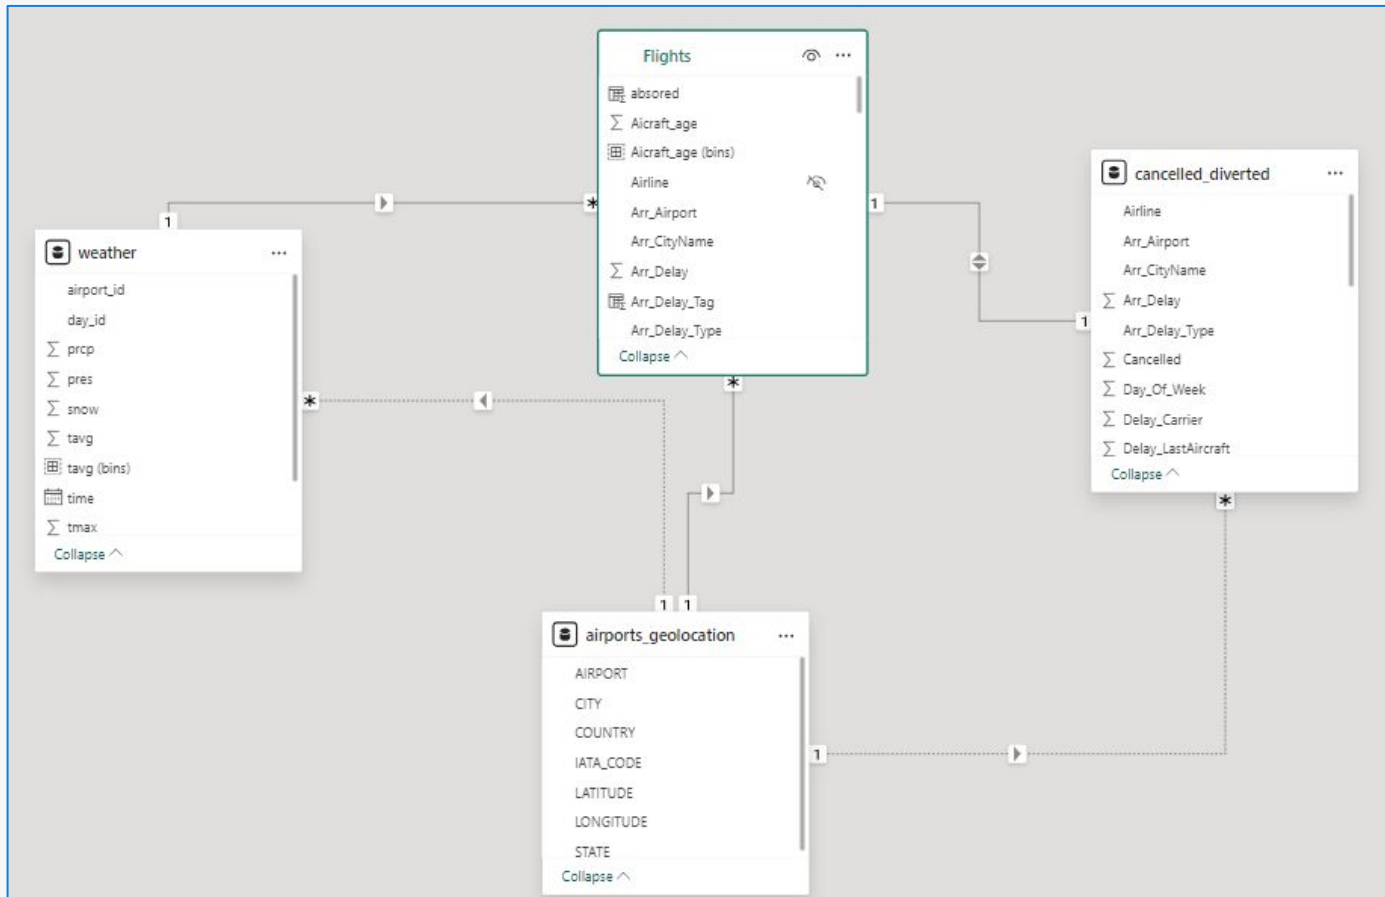 Flights
absored
Aicraft_age
Aicraft_age (bins)
Airline
Arr_Airport
Arr_CityName
Arr_Delay
Arr_Delay_Tag
Arr_Delay_Type
Collapse
1
*
1
1
*
weather
airport_id
day_id
prcp
pres
snow
tavg
tavg (bins)
time
tmax
Collapse
*
cancelled_diverted
Airline
Arr_Airport
Arr_CityName
Arr_Delay
Arr_Delay_Type
Cancelled
Day_Of_Week
Delay_Carrier
Delay_LastAircraft
Collapse
*
1 1
airports_geolocation
AIRPORT
CITY
COUNTRY
IATA_CODE
LATITUDE
LONGITUDE
STATE
Collapse
1